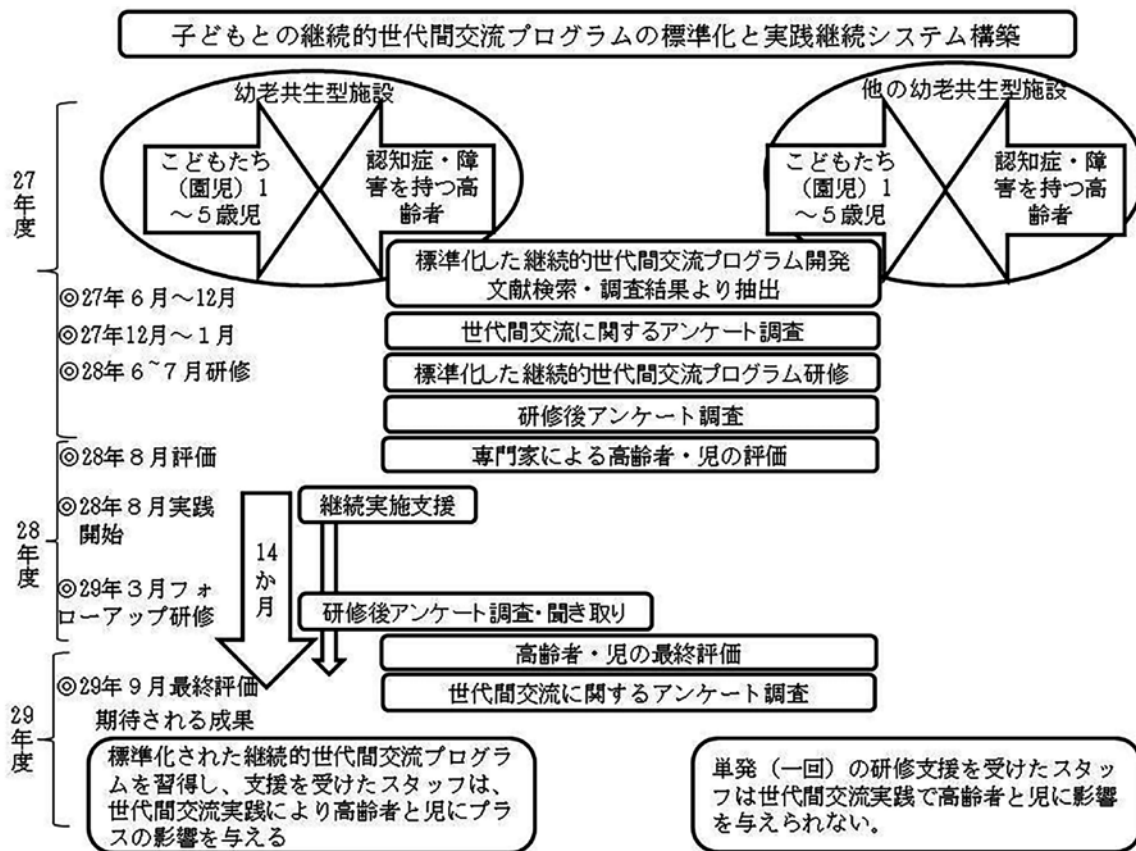 子どもとの継続的世代間交流プログラムの標準化と実践継続システム構築
幼老共生型施設
他の幼老共生型施設
こどもたち
(園児)1
～5歳児
認知症・障
害を持つ高
齢者
こどもたち
(園児)1
～5歳児
認知症・障
害を持つ高
齢者
27年度
標準化した継続的世代間交流プログラム開発
文献検索・調査結果より抽出
◎27年6月～12月
◎27年12月～1月
世代間交流に関するアンケート調査
◎28年6~7月研修
標準化した継続的世代間交流プログラム研修
研修後アンケート調査
◎28年8月評価
専門家による高齢者・児の評価
28年度
◎28年8月実践
開始
14か月
継続実施支援
◎29年3月フォ
ローアップ研修
研修後アンケート調査・聞き取り
高齢者・児の最終評価
29年度
◎29年9月最終評価
世代間交流に関するアンケート調査
期待される成果
標準化された継続的世代間交流プログラ
ムを習得し、支援を受けたスタッフは、
世代間交流実践により高齢者と児にプラ
スの影響を与える
単発(一回)の研修支援を受けたスタッ
フは世代間交流実践で高齢者と児に影響
を与えられない。